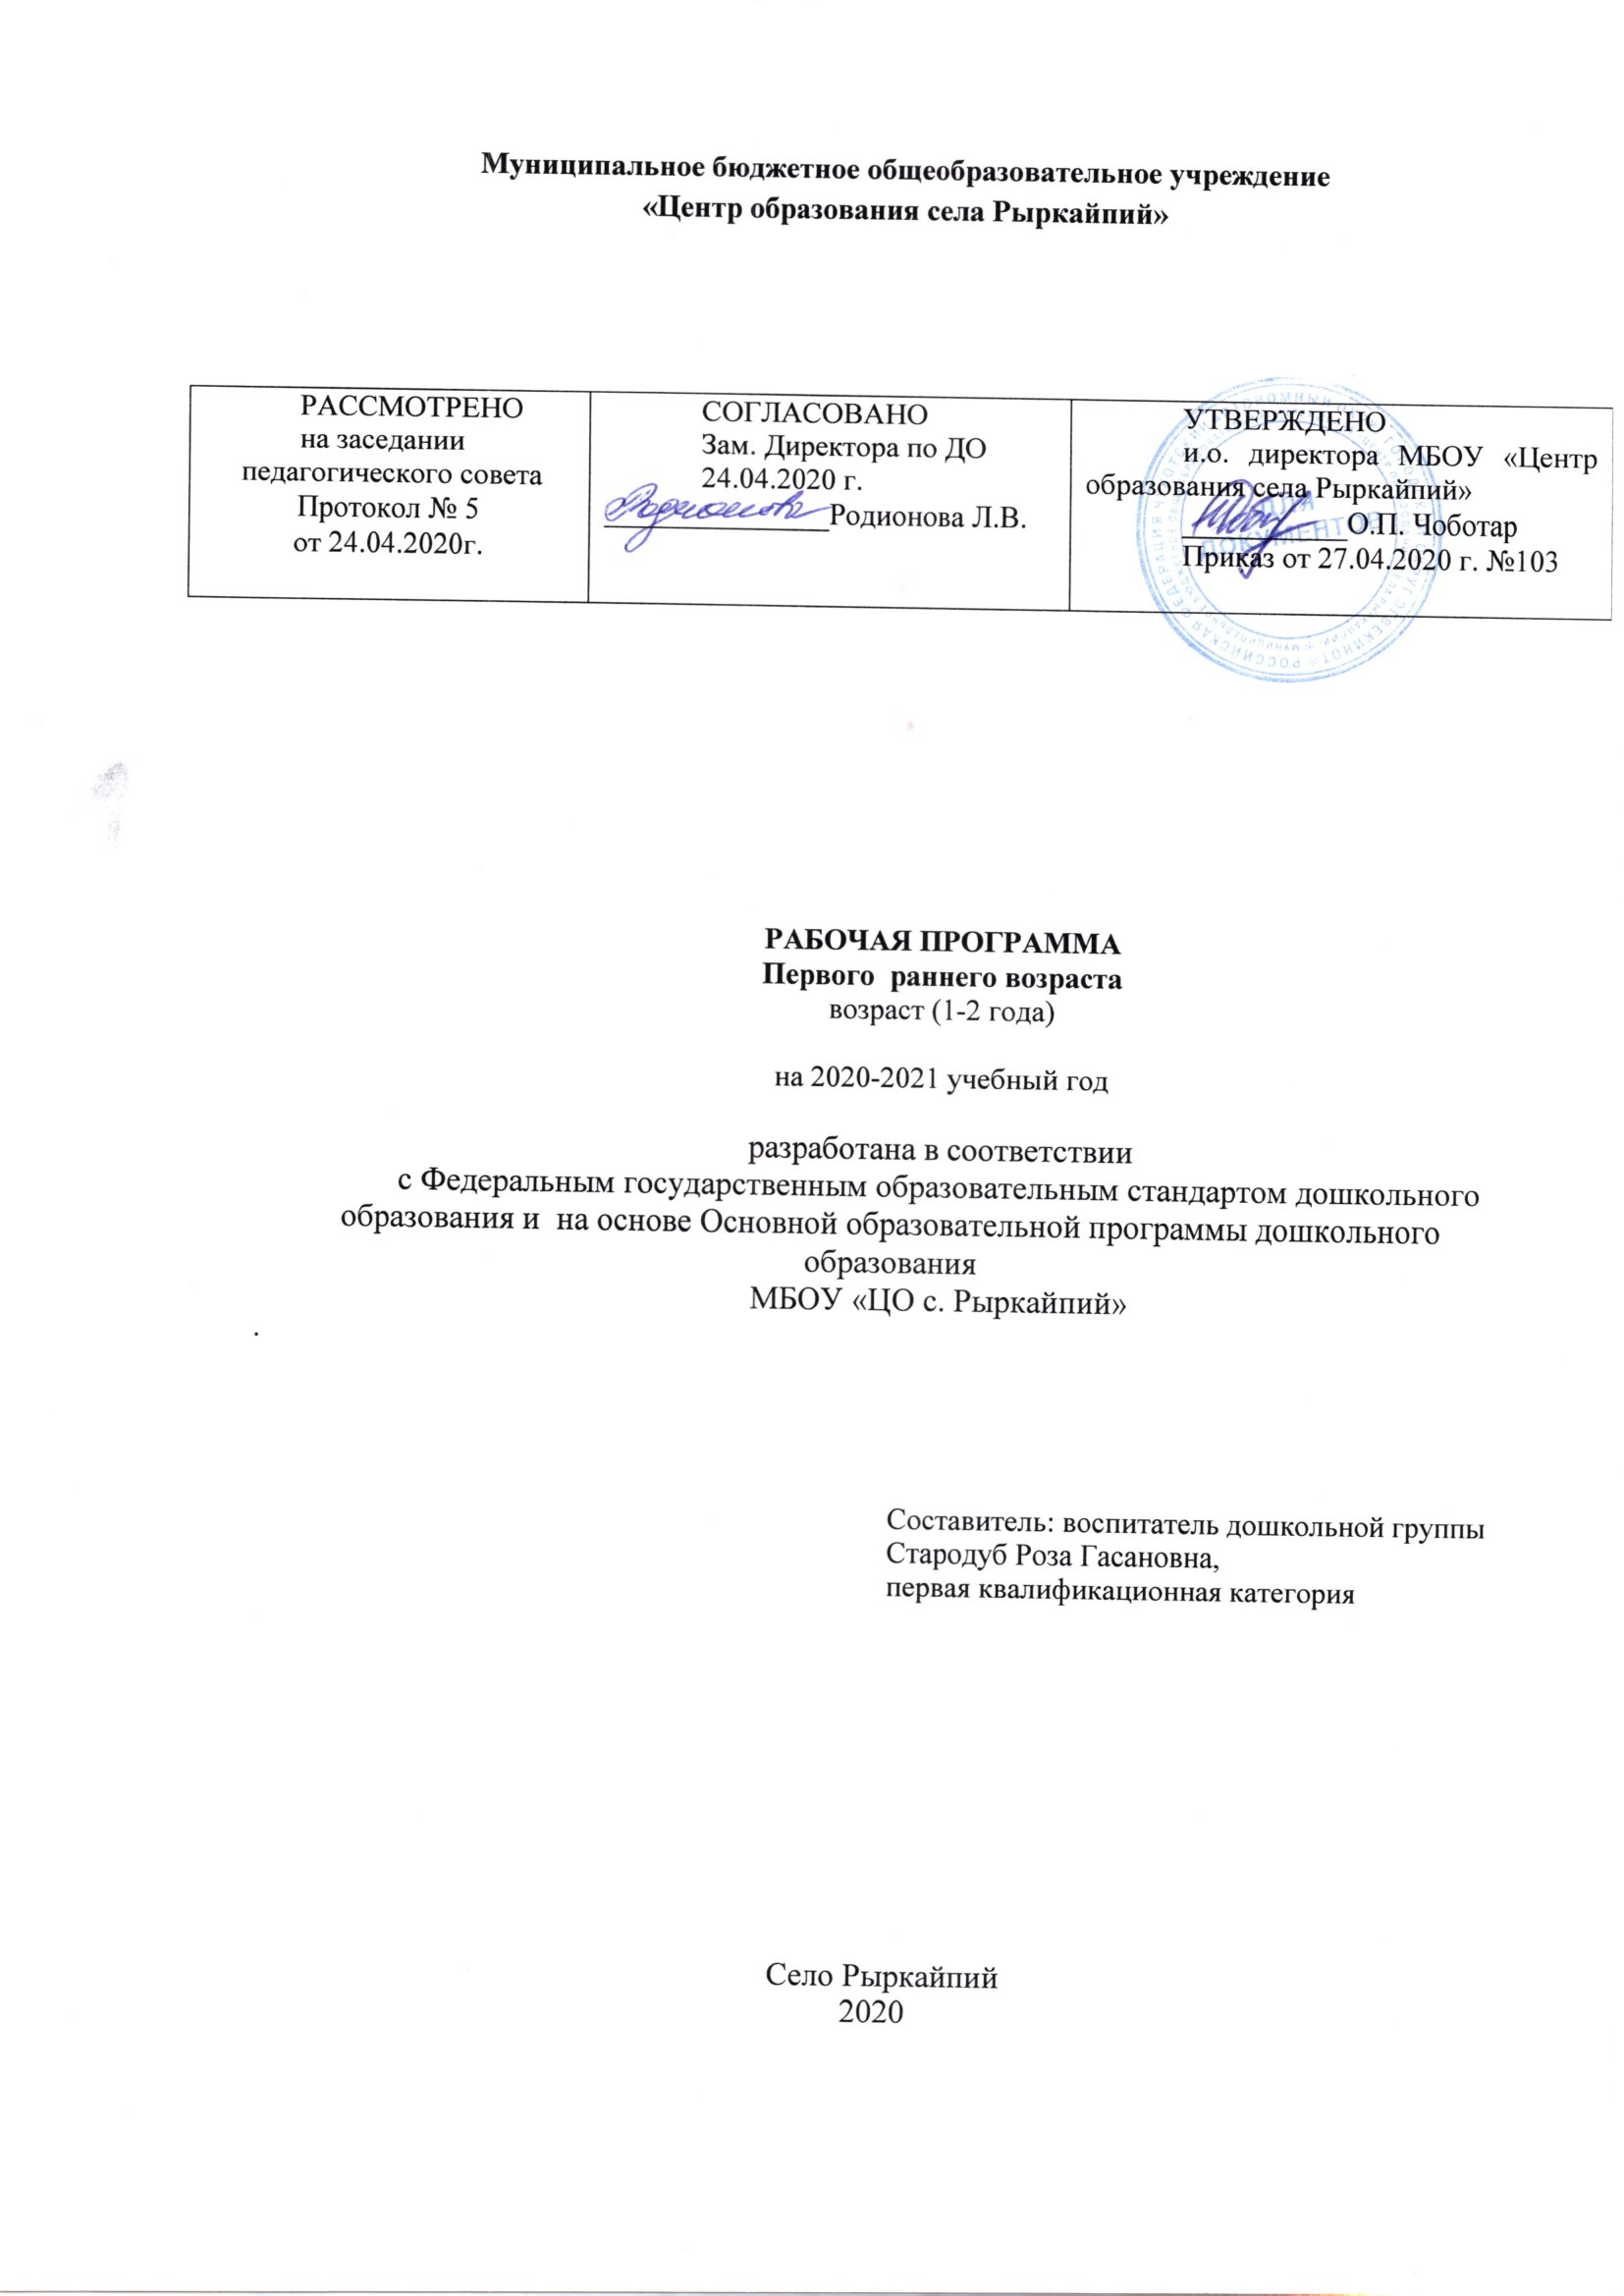 Муниципальное бюджетное общеобразовательное учреждение
«Центр образования села Рыркайпий»
РАССМОТРЕНО
на заседании
педагогического совета
Протокол № 5
от 24.04.2020г.
СОГЛАСОВАНО
Зам. Директора по ДО
24.04.2020 г.
Родионова Родионова Л.В.
УТВЕРЖДЕНО
и.о. директора МБОУ «Центр
образования села Рыркайпий»
О.П. Чоботар
Приказ от 27.04.2020 г. №103
ДЛЯ
ДОКУМЕНТОВ
РАБОЧАЯ ПРОГРАММА
Первого раннего возраста
возраст (1-2 года)
на 2020-2021 учебный год
разработана в соответствии
с Федеральным государственным образовательным стандартом дошкольного
образования и на основе Основной образовательной программы дошкольного
образования
МБОУ «ЦО с. Рыркайпий»
.
Составитель: воспитатель дошкольной группы
Стародуб Роза Гасановна,
первая квалификационная категория
Село Рыркайпий
2020